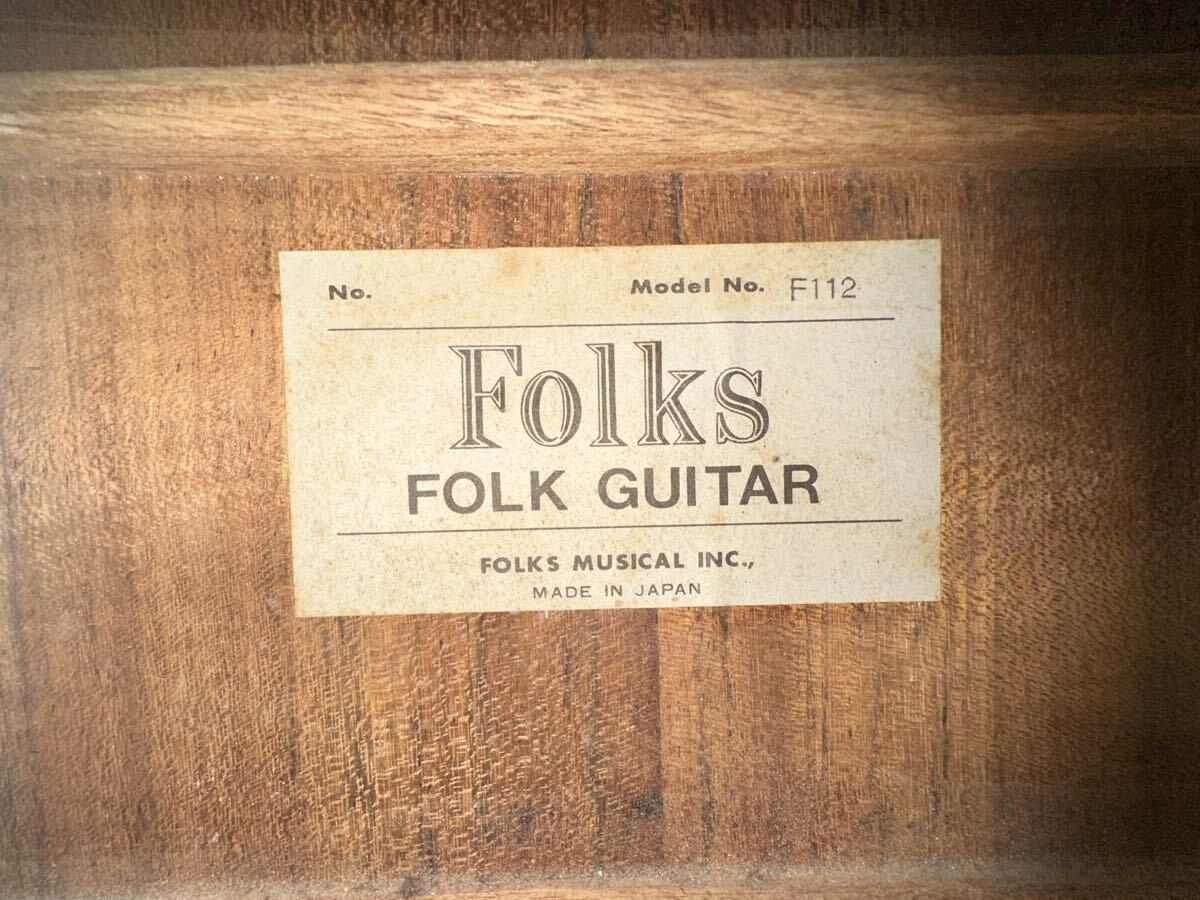 No. Model No. F112
Folks
FOLK GUITAR
FOLKS MUSICAL INC.,
MADE IN JAPAN